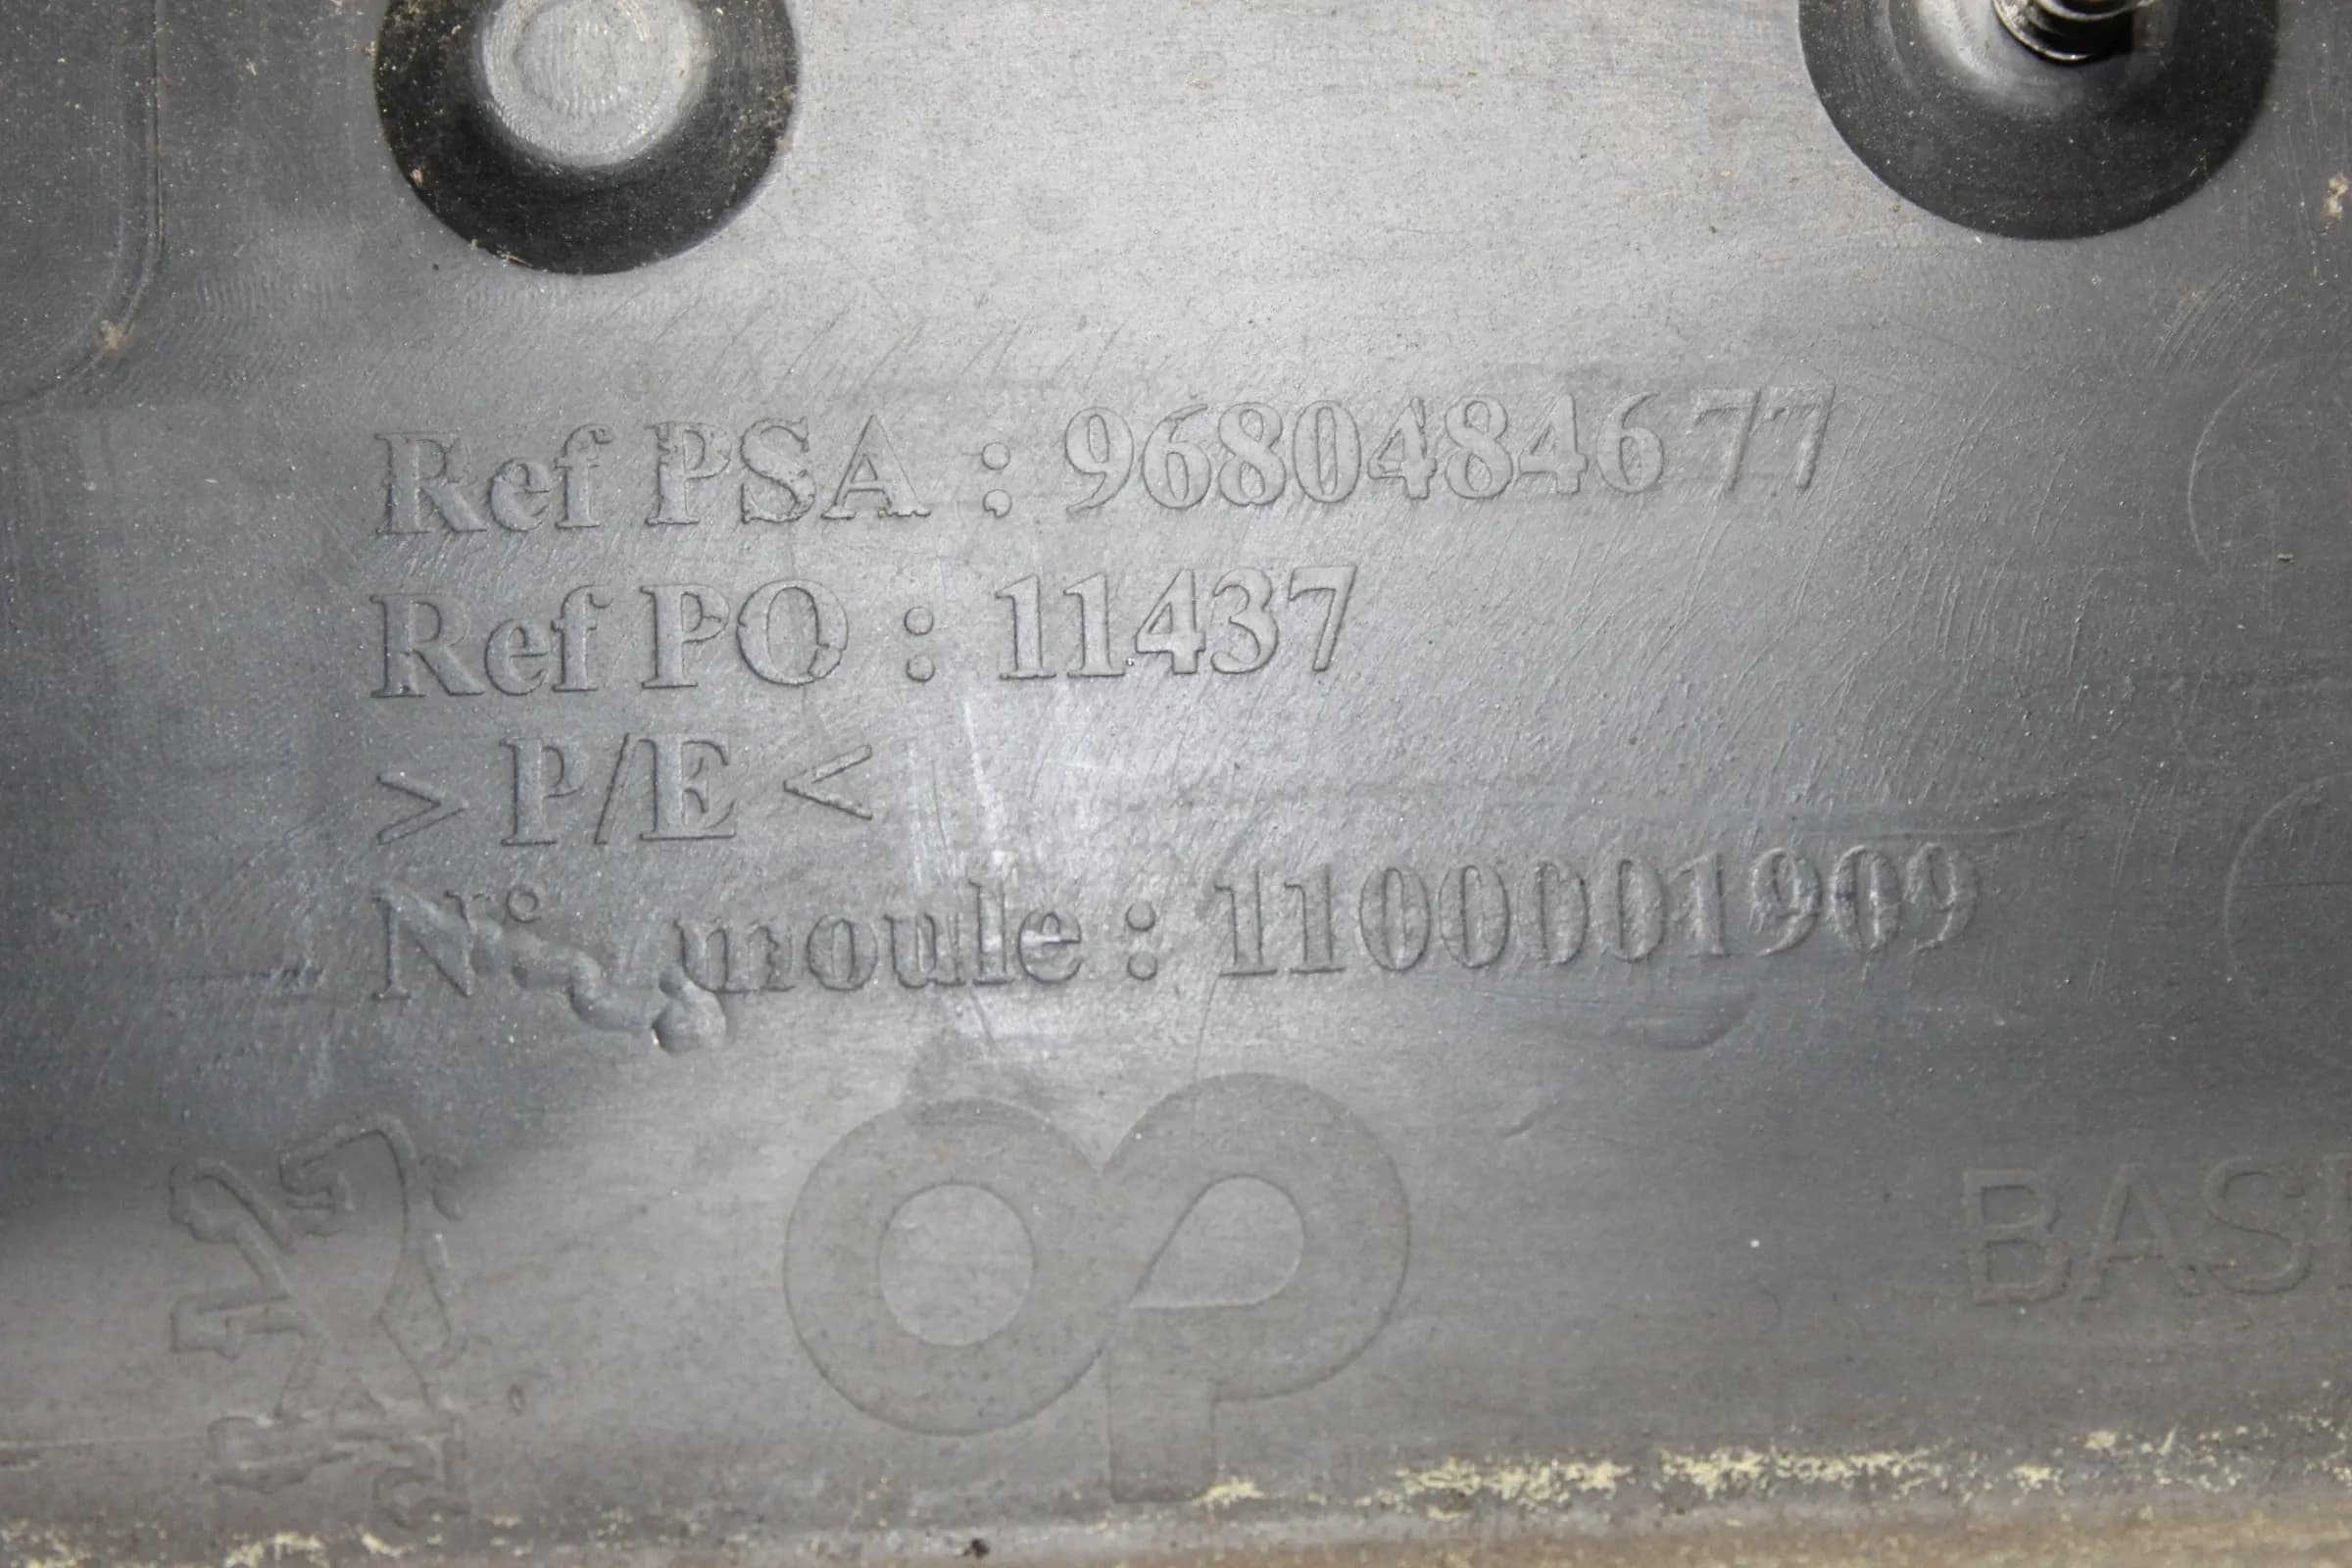 Ref PSA : 9680484677
Ref PO : 11437
> P/E <
N° moule : 1100001909